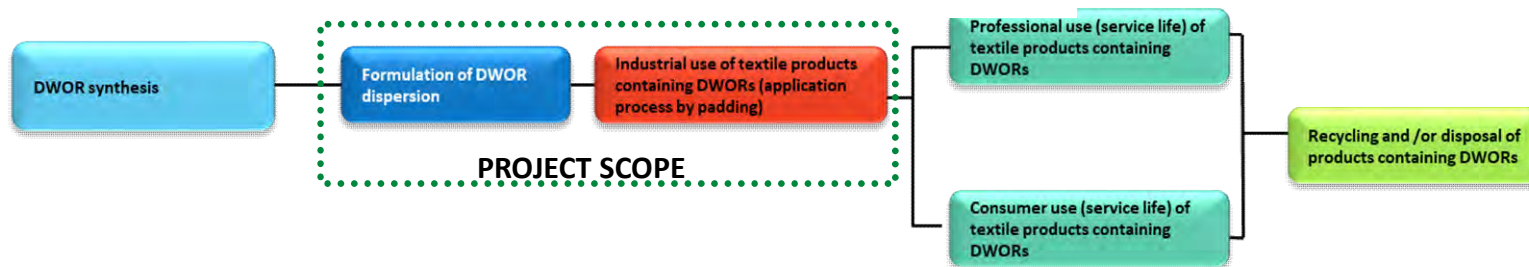 DWOR synthesis
Formulation of DWOR
dispersion
Industrial use of textile products
containing DWORs (application
process by padding)
PROJECT SCOPE
Professional use (service life) of
textile products containing
DWORs
Consumer use (service life) of
textile products containing
DWORs
Recycling and /or disposal of
products containing DWORs